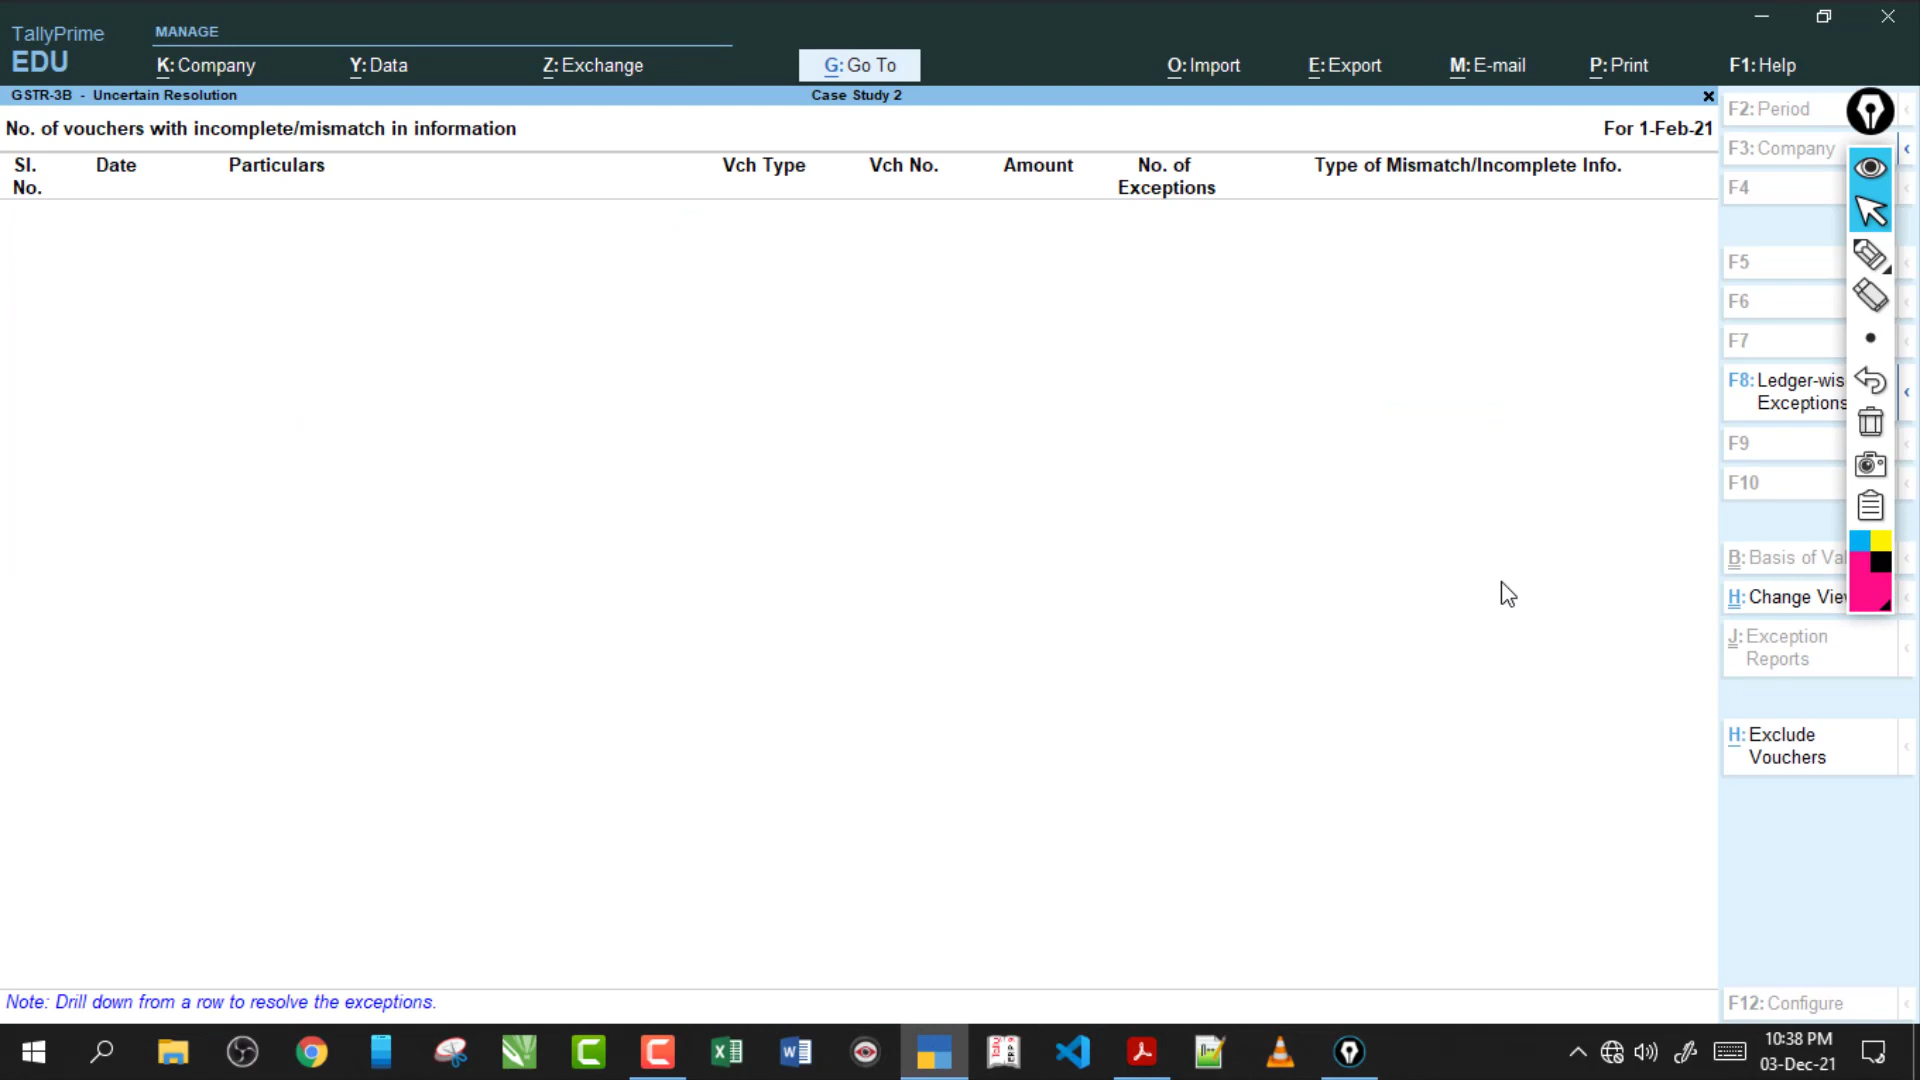 TallyPrime
EDU
MANAGE
K: Company
Y: Data
Z: Exchange
G: Go To
O: Import
E: Export
M: E-mail
P: Print
F1: Help
GSTR-3B - Uncertain Resolution
Case Study 2
No. of vouchers with incomplete/mismatch in information
For 1-Feb-21
Sl. No.
Date
Particulars
Vch Type
Vch No.
Amount
No. of Exceptions
Type of Mismatch/Incomplete Info.
F2: Period
F3: Company
F4
F5
F6
F7
F8: Ledger-wis
Exceptions
F9
F10
B: Basis of Val
H: Change Vie
J: Exception
Reports
H: Exclude
Vouchers
Note: Drill down from a row to resolve the exceptions.
F12: Configure
10:38 PM
03-Dec-21